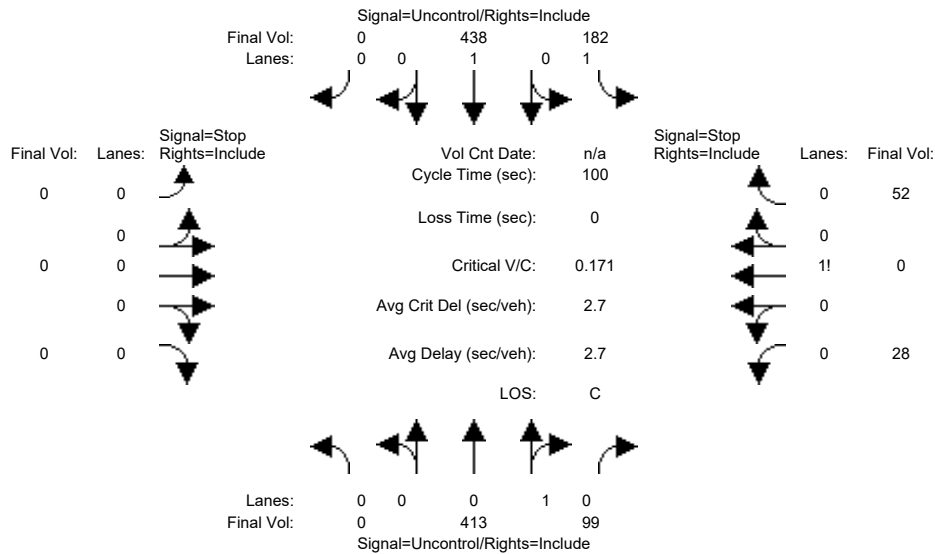 Signal=Uncontrol/Rights=Include
Final Vol: 0 438 182
Lanes: 0 0 1 0 1
Signal=Stop
Final Vol: Lanes: Rights=Include
Vol Cnt Date: n/a
Signal=Stop
Rights=Include Lanes: Final Vol:
Cycle Time (sec): 100
0 0
0 52
Loss Time (sec): 0
0
0
0 0
Critical V/C: 0.171
1! 0
0
Avg Crit Del (sec/veh): 2.7
0
0 0
Avg Delay (sec/veh): 2.7
0 28
LOS: C
Lanes: 0 0 0 1 0
Final Vol: 0 413 99
Signal=Uncontrol/Rights=Include